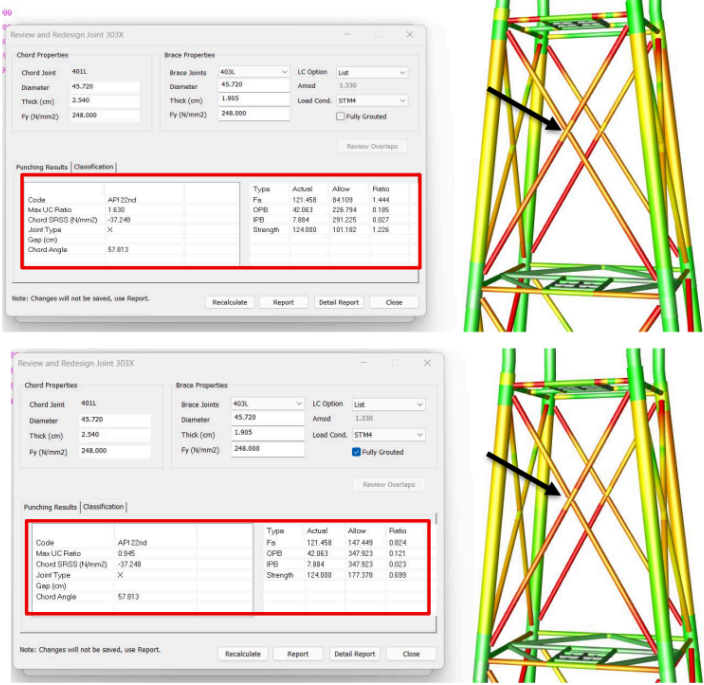 Review and Redesign Joint 303X
Chord Properties
Chord Joint 401L
Diameter 45.720
Thick (cm) 2.540
Fy (N/mm2) 248.000
Brace Properties
Brace Joints 403L
Diameter 45.720
Thick (cm) 1.905
Fy (N/mm2) 248.000
LC Option List
Amod 1.330
Load Cond. STM4
Fully Grouted
Review Overlaps
Punching Results Classification
Code API 22nd
Max UC Ratio 1.630
Chord SRSS (N/mm2) -37.248
Joint Type X
Gap (cm)
Chord Angle 57.813
Type Actual Allow Ratio
Fa 121.458 84.109 1.444
OPB 42.063 226.794 0.185
IPB 7.884 291.225 0.027
Strength 124.000 101.182 1.226
Note: Changes will not be saved, use Report.
Recalculate Report Detail Report Close
Review and Redesign Joint 303X
Chord Properties
Chord Joint 401L
Diameter 45.720
Thick (cm) 2.540
Fy (N/mm2) 248.000
Brace Properties
Brace Joints 403L
Diameter 45.720
Thick (cm) 1.905
Fy (N/mm2) 248.000
LC Option List
Amod 1.330
Load Cond. STM4
Fully Grouted
Review Overlaps
Punching Results Classification
Code API 22nd
Max UC Ratio 0.945
Chord SRSS (N/mm2) -37.248
Joint Type X
Gap (cm)
Chord Angle 57.813
Type Actual Allow Ratio
Fa 121.458 147.449 0.824
OPB 42.063 347.923 0.121
IPB 7.884 347.923 0.023
Strength 124.000 177.378 0.699
Note: Changes will not be saved, use Report.
Recalculate Report Detail Report Close